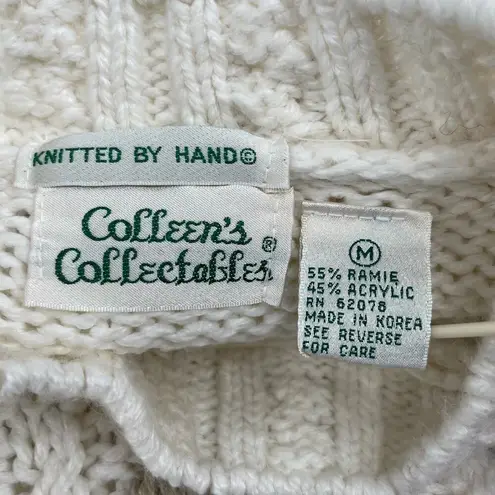 KNITTED BY HAND©
Colleen's ®
Collectables
M
55% RAMIE
45% ACRYLIC
RN 62078
MADE IN KOREA
SEE REVERSE
FOR CARE